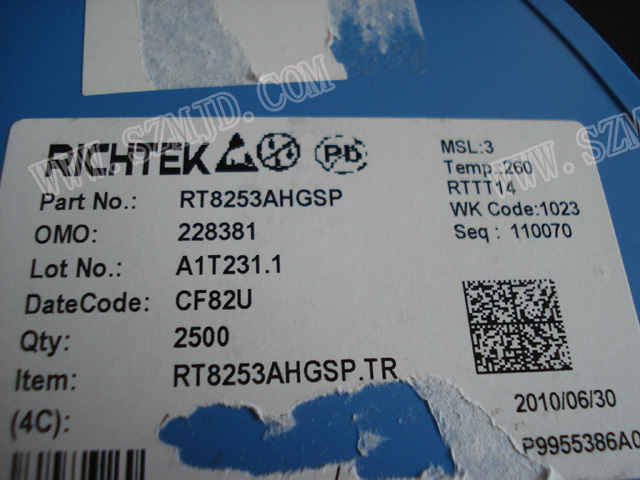 WWW.SZMJD.COM
WWW.SZM
RICHTEK Pb
Part No.: RT8253AHGSP
OMO: 228381
Lot No.: A1T231.1
DateCode: CF82U
Qty: 2500
Item: RT8253AHGSP.TR
(4C):
MSL:3
Temp.:260
RTTT14
WK Code:1023
Seq : 110070
2010/06/30
P9955386A0